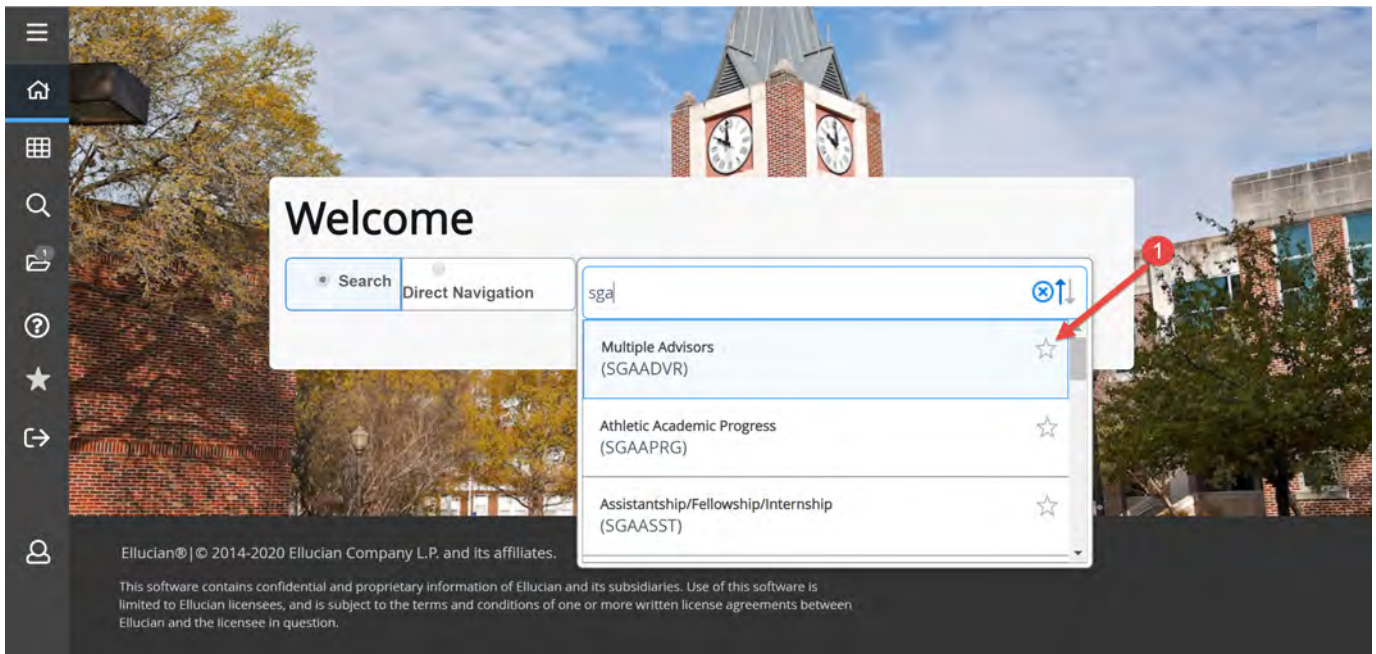 Welcome
Search
Direct Navigation
sga
1
Multiple Advisors
(SGAADVR)
Athletic Academic Progress
(SGAAPRG)
Assistantship/Fellowship/Internship
(SGAASST)
1
Ellucian®|© 2014-2020 Ellucian Company L.P. and its affiliates.
This software contains confidential and proprietary information of Ellucian and its subsidiaries. Use of this software is
limited to Ellucian licensees, and is subject to the terms and conditions of one or more written license agreements between
Ellucian and the licensee in question.